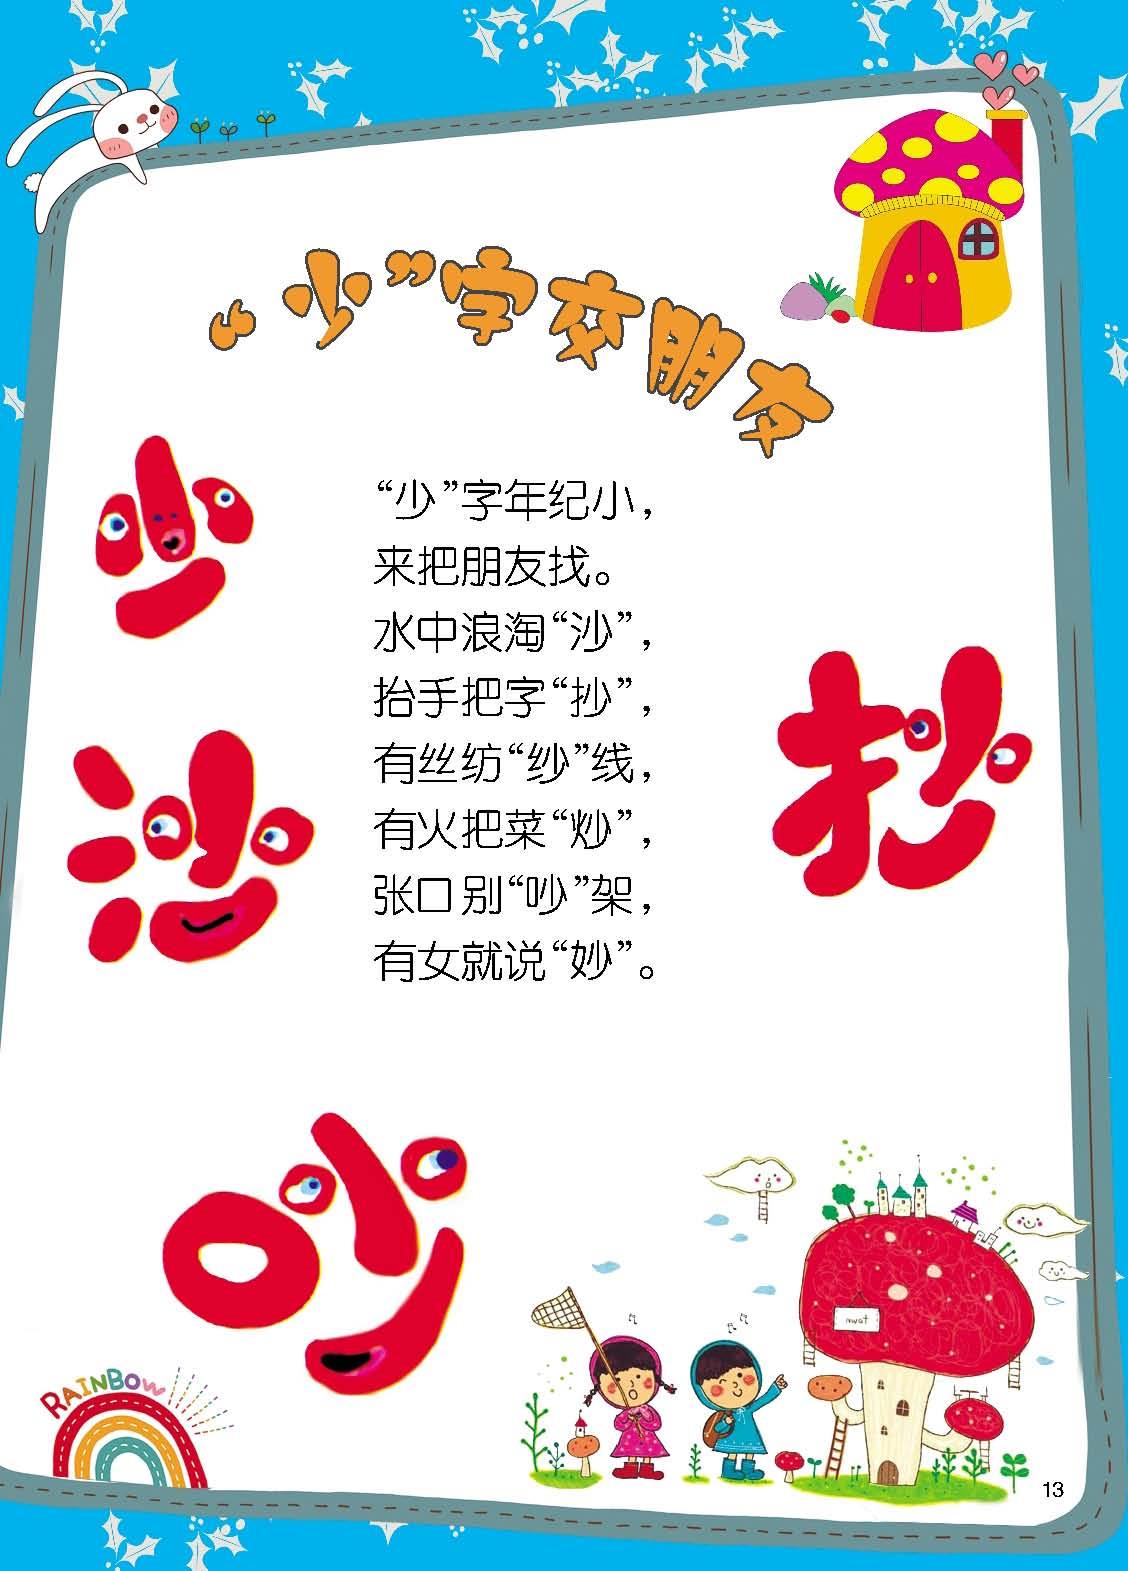 “少”字交朋友
“少”字年纪小，
来把朋友找。
水中浪淘“沙”，
抬手把字“抄”，
有丝纺“纱”线，
有火把菜“炒”，
张口别“吵”架，
有女就说“妙”。
少
沙
抄
吵
RAINBOW
13